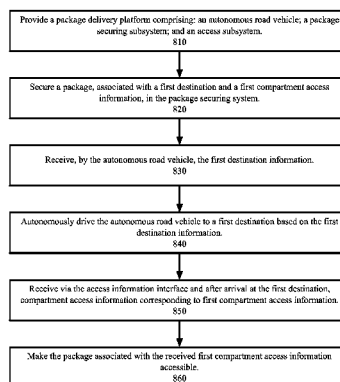 Provide a package delivery platform comprising: an autonomous road vehicle; a package
securing subsystem; and an access subsystem.
810
Secure a package, associated with a first destination and a first compartment access
information, in the package securing system.
820
Receive, by the autonomous road vehicle, the first destination information.
830
Autonomously drive the autonomous road vehicle to a first destination based on the first
destination information.
840
Receive via the access information interface and after arrival at the first destination,
compartment access information corresponding to first compartment access information.
850
Make the package associated with the received first compartment access information
accessible.
860